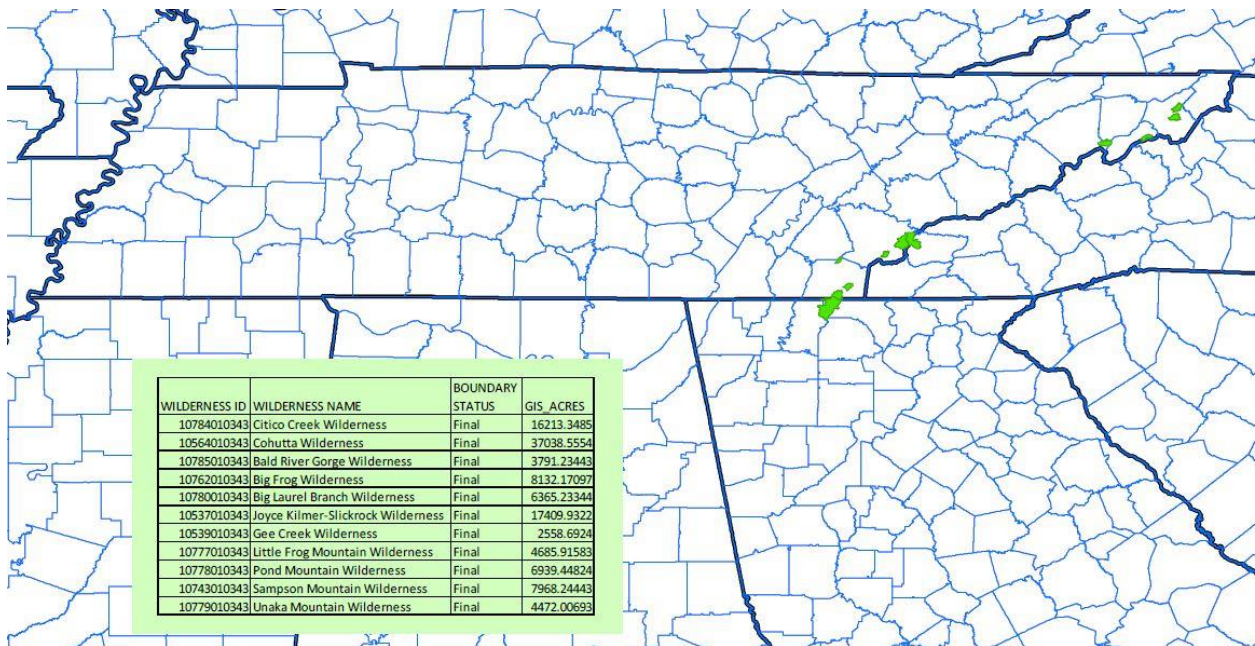 WILDERNESS ID WILDERNESS NAME BOUNDARY STATUS GIS_ACRES
10784010343 Citico Creek Wilderness Final 16213.3485
10564010343 Cohutta Wilderness Final 37038.5554
10785010343 Bald River Gorge Wilderness Final 3791.23443
10762010343 Big Frog Wilderness Final 8132.17097
10780010343 Big Laurel Branch Wilderness Final 6365.23344
10537010343 Joyce Kilmer-Slickrock Wilderness Final 17409.9322
10539010343 Gee Creek Wilderness Final 2558.6924
10777010343 Little Frog Mountain Wilderness Final 4685.91583
10778010343 Pond Mountain Wilderness Final 6939.44824
10743010343 Sampson Mountain Wilderness Final 7968.24443
10779010343 Unaka Mountain Wilderness Final 4472.00693